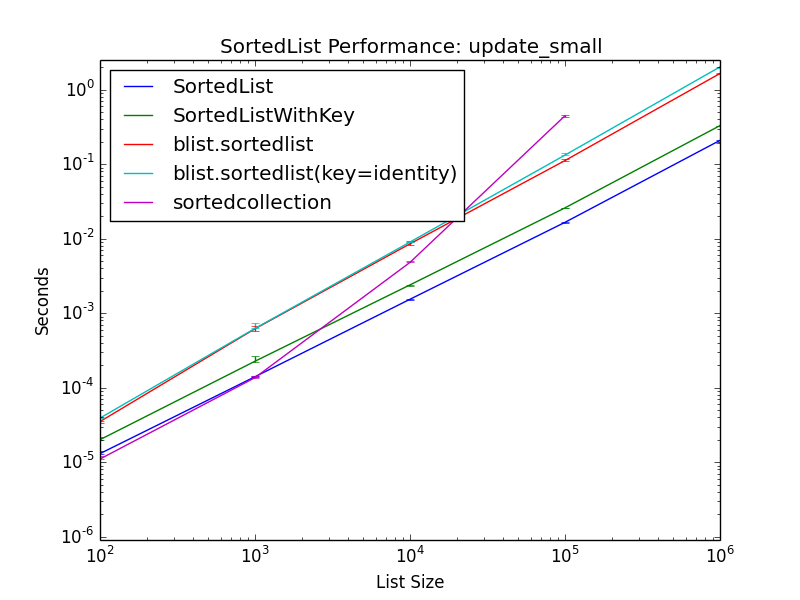 SortedList Performance: update_small
SortedList
SortedListWithKey
blist.sortedlist
blist.sortedlist(key=identity)
sortedcollection
10^0
10^-1
10^-2
10^-3
10^-4
10^-5
10^-6
Seconds
10^2 10^3 10^4 10^5 10^6
List Size